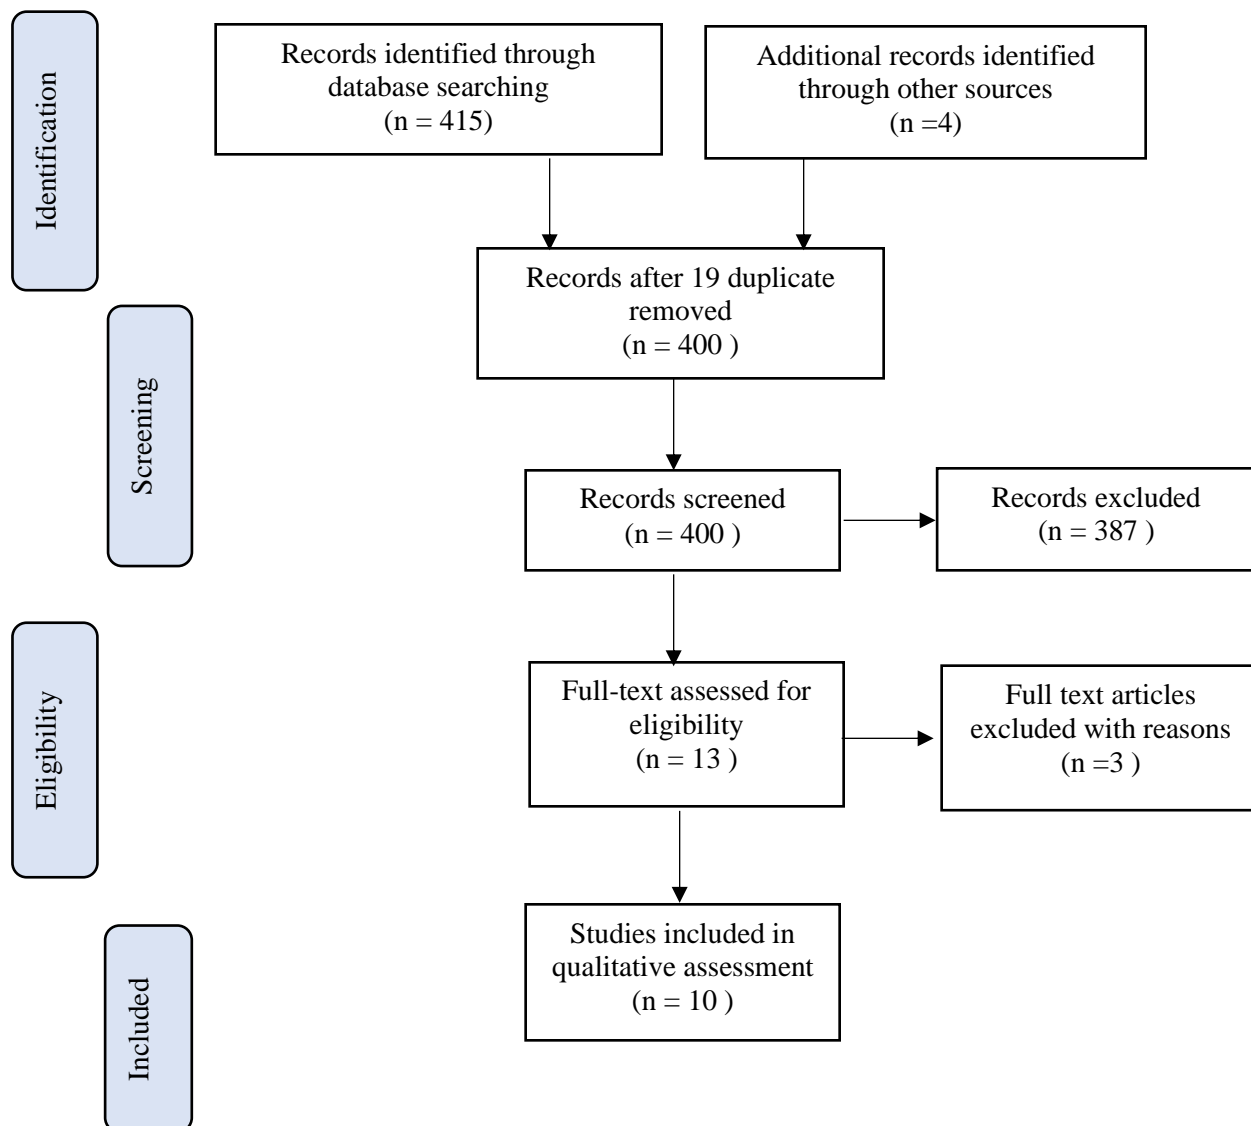 Identification
Records identified through
database searching
(n = 415)
Additional records identified
through other sources
(n =4)
Records after 19 duplicate
removed
(n = 400 )
Screening
Records screened
(n = 400 )
Records excluded
(n = 387 )
Eligibility
Full-text assessed for
eligibility
(n = 13 )
Full text articles
excluded with reasons
(n =3 )
Included
Studies included in
qualitative assessment
(n = 10 )